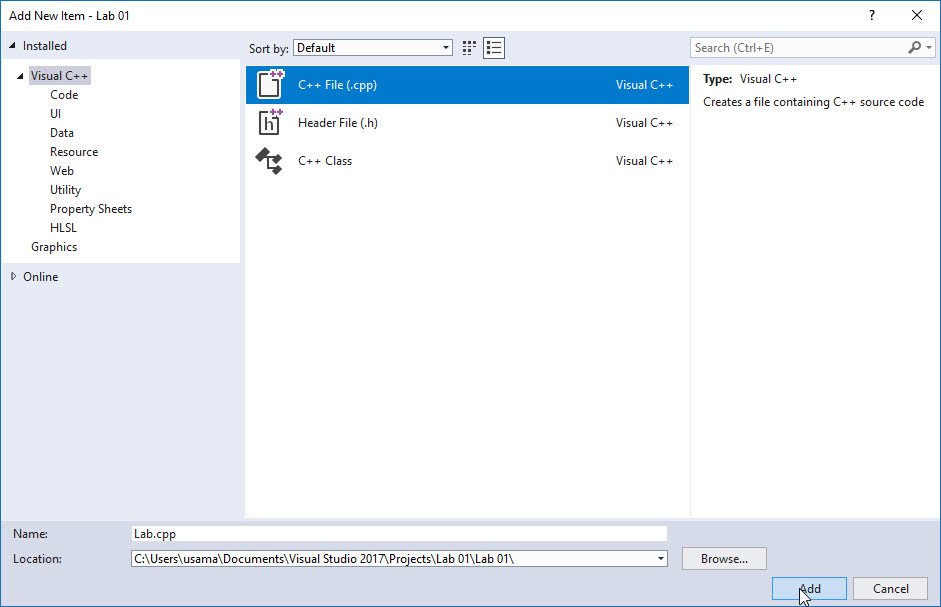 Add New Item - Lab 01
?
Installed
Sort by: Default
Search (Ctrl+E)
Visual C++
Code
UI
Data
Resource
Web
Utility
Property Sheets
HLSL
Graphics
Online
C++ File (.cpp) Visual C++
Header File (.h) Visual C++
C++ Class Visual C++
Type: Visual C++
Creates a file containing C++ source code
Name: Lab.cpp
Location: C:\Users\usama\Documents\Visual Studio 2017\Projects\Lab 01\Lab 01\
Browse...
Add Cancel